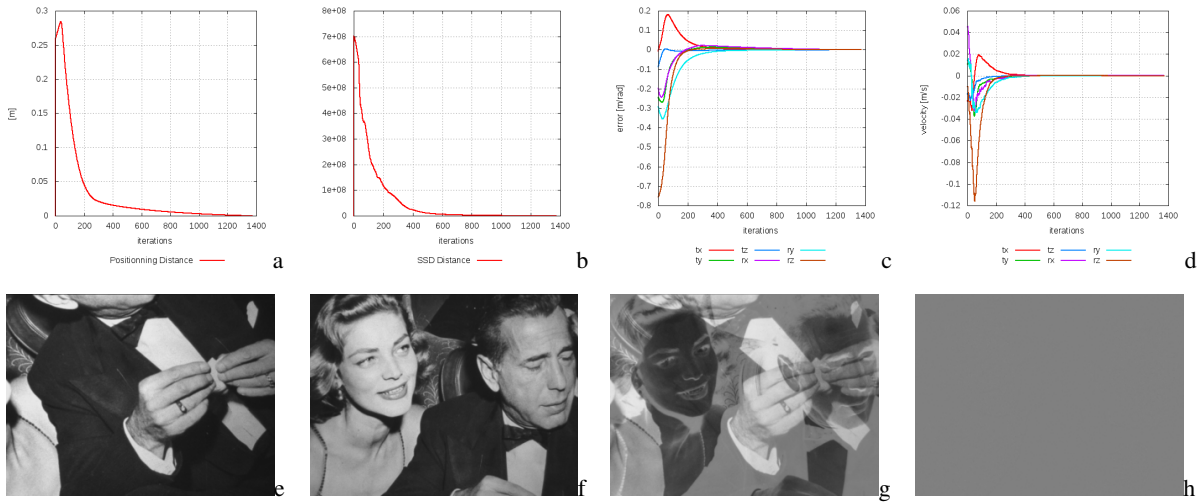 0.3
0.25
0.2
0.15
0.1
0.05
0
[m]
0 200 400 600 800 1000 1200 1400
iterations
Positionning Distance
a
8e+08
7e+08
6e+08
5e+08
4e+08
3e+08
2e+08
1e+08
0
0 200 400 600 800 1000 1200 1400
iterations
SSD Distance
b
0.2
0.1
0
-0.1
-0.2
-0.3
-0.4
-0.5
-0.6
-0.7
-0.8
error [m/rad]
0 200 400 600 800 1000 1200 1400
iterations
tx tz ry
ty rx rz
c
0.06
0.04
0.02
0
-0.02
-0.04
-0.06
-0.08
-0.1
-0.12
velocity [m/s]
0 200 400 600 800 1000 1200 1400
iterations
tx tz ry
ty rx rz
d
e
f
g
h